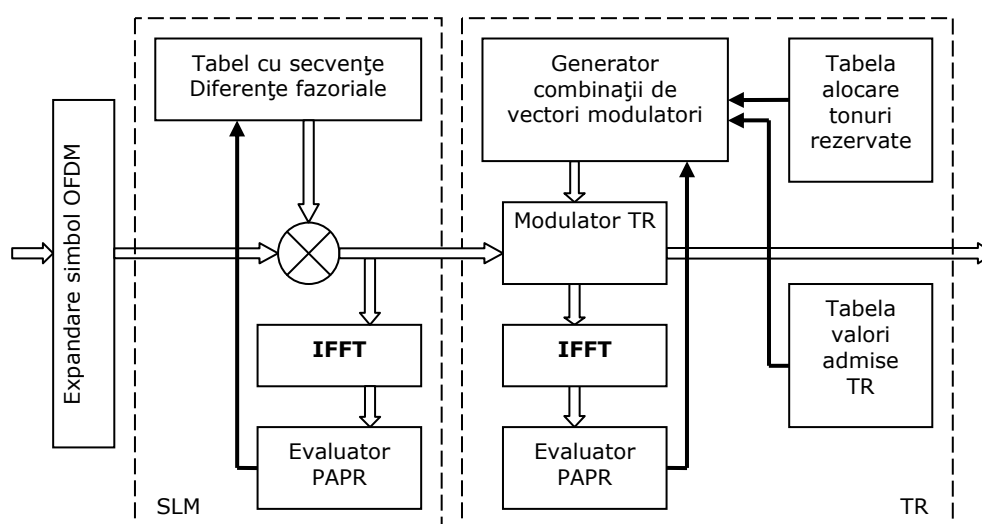 Expandare simbol OFDM
Tabel cu secvenţe
Diferenţe fazoriale
IFFT
Evaluator
PAPR
SLM
Generator
combinaţii de
vectori modulatori
Modulator TR
IFFT
Evaluator
PAPR
Tabela
alocare
tonuri
rezervate
Tabela
valori
admise
TR
TR